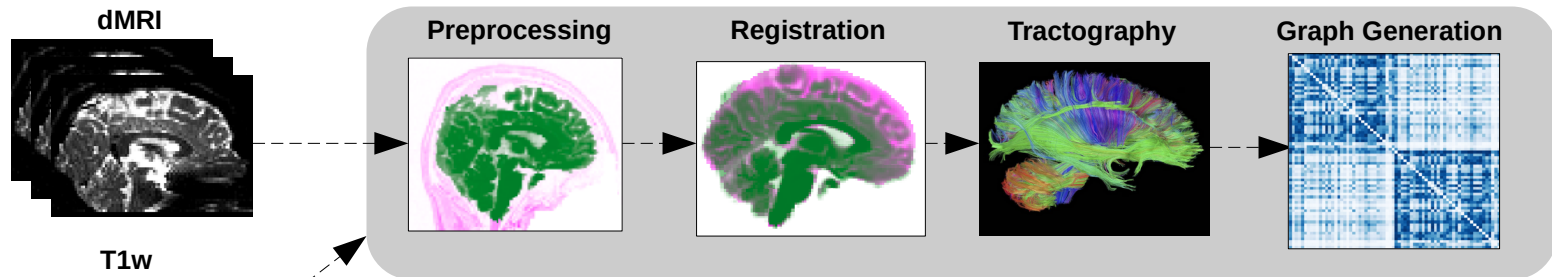 dMRI
Preprocessing
Registration
Tractography
Graph Generation
T1w